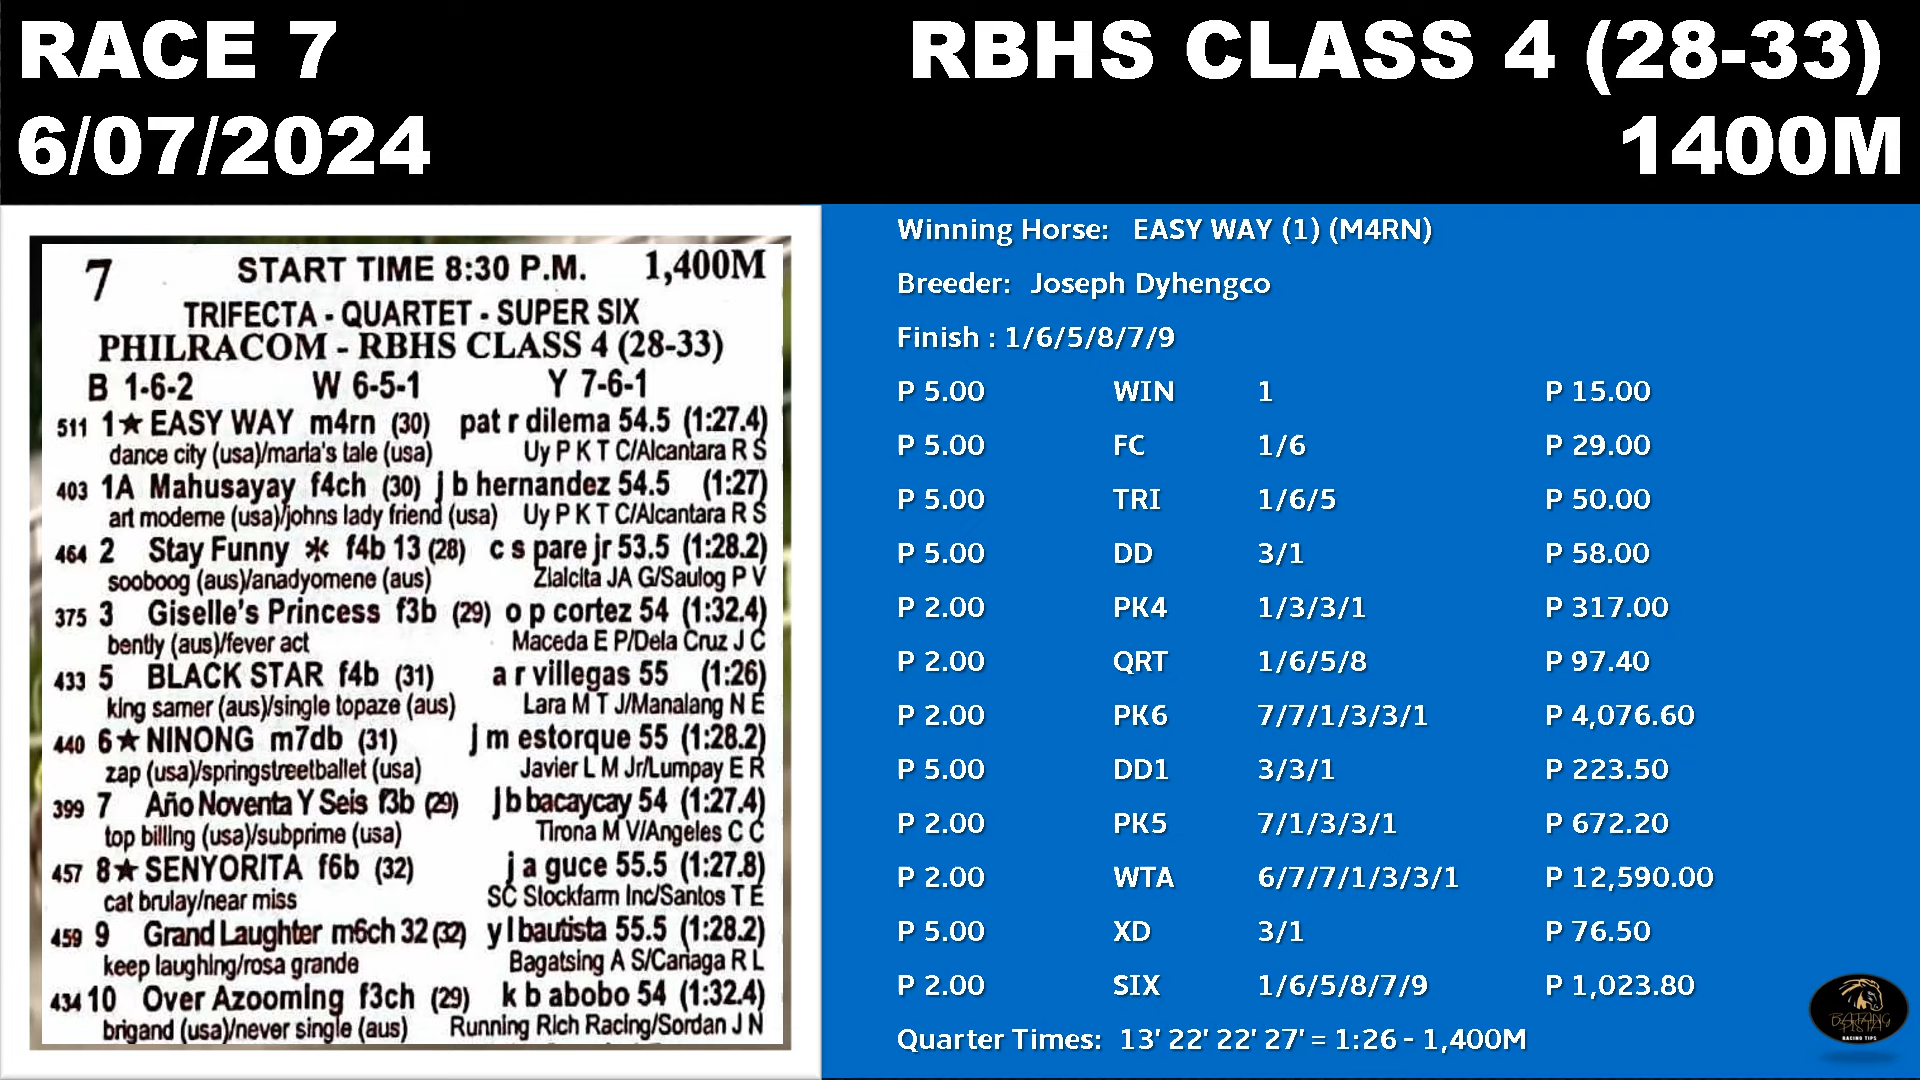 RACE 7
6/07/2024
RBHS CLASS 4 (28-33)
1400M
7 START TIME 8:30 P.M. 1,400M
TRIFECTA - QUARTET - SUPER SIX
PHILRACOM - RBHS CLASS 4 (28-33)
B 1-6-2 W 6-5-1 Y 7-6-1
511 1★ EASY WAY m4rn (30) pat r dilema 54.5 (1:27.4)
dance city (usa)/marla's tale (usa) Uy P K T C/Alcantara R S
403 1A Mahusayay f4ch (30) j b hernandez 54.5 (1:27)
art moderne (usa)/johns lady friend (usa) Uy P K T C/Alcantara R S
464 2 Stay Funny * f4b 13 (28) c s pare jr 53.5 (1:28.2)
sooboog (aus)/anadyomene (aus) Zialcita JA G/Saulog P V
375 3 Giselle's Princess f3b (29) o p cortez 54 (1:32.4)
bently (aus)/fever act Maceda E P/Dela Cruz J C
433 5 BLACK STAR f4b (31) a r villegas 55 (1:26)
king samer (aus)/single topaze (aus) Lara M T J/Manalang N E
440 6★ NINONG m7db (31) j m estorque 55 (1:28.2)
zap (usa)/springstreetballet (usa) Javier L M Jr/Lumpay E R
399 7 Año Noventa Y Seis f3b (29) J b bacaycay 54 (1:27.4)
top billing (usa)/subprime (usa) Tirona M V/Angeles C C
457 8★ SENYORITA f6b (32) j a guce 55.5 (1:27.8)
cat brulay/near miss SC Stockfarm Inc/Santos T E
459 9 Grand Laughter m6ch 32 (32) y l bautista 55.5 (1:28.2)
keep laughing/rosa grande Bagatsing A S/Cariaga R L
434 10 Over Azooming f3ch (29) k b abobo 54 (1:32.4)
brigand (usa)/never single (aus) Running Rich Racing/Sordan J N
Winning Horse: EASY WAY (1) (M4RN)
Breeder: Joseph Dyhengco
Finish : 1/6/5/8/7/9
P 5.00 WIN 1 P 15.00
P 5.00 FC 1/6 P 29.00
P 5.00 TRI 1/6/5 P 50.00
P 5.00 DD 3/1 P 58.00
P 2.00 PK4 1/3/3/1 P 317.00
P 2.00 QRT 1/6/5/8 P 97.40
P 2.00 PK6 7/7/1/3/3/1 P 4,076.60
P 5.00 DD1 3/3/1 P 223.50
P 2.00 PK5 7/1/3/3/1 P 672.20
P 2.00 WTA 6/7/7/1/3/3/1 P 12,590.00
P 5.00 XD 3/1 P 76.50
P 2.00 SIX 1/6/5/8/7/9 P 1,023.80
Quarter Times: 13' 22' 22' 27' = 1:26 - 1,400M
BATANG
PISTA
RACING TIPS